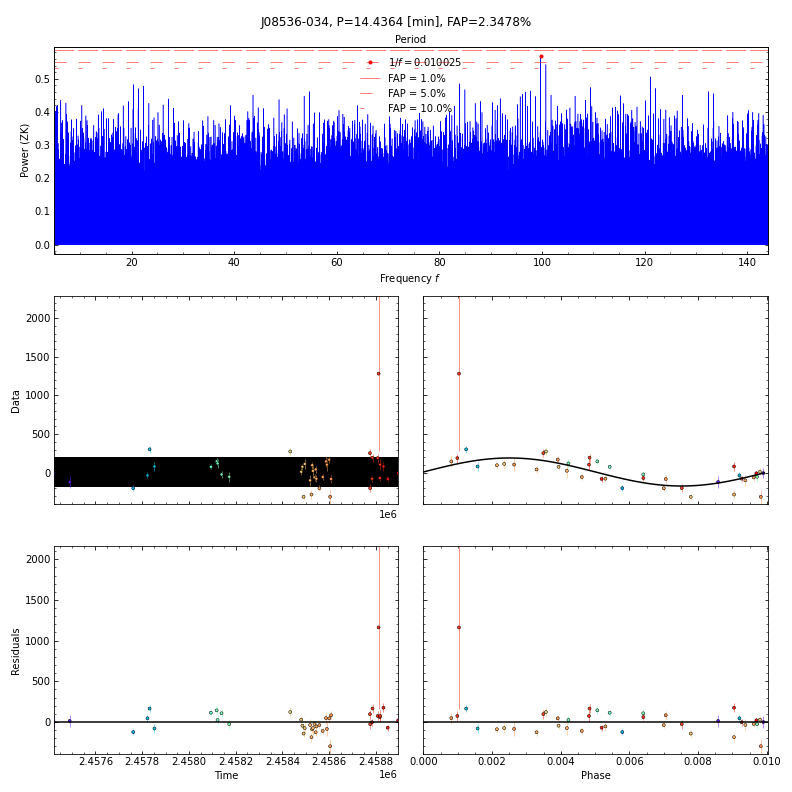 J08536-034, P=14.4364 [min], FAP=2.3478%
Period
Power (ZK)
0.5
0.4
0.3
0.2
0.1
0.0
1/f = 0.010025
FAP = 1.0%
FAP = 5.0%
FAP = 10.0%
20 40 60 80 100 120 140
Frequency f
Data
2000
1500
1000
500
0
1e6
Residuals
2000
1500
1000
500
0
2.4576 2.4578 2.4580 2.4582 2.4584 2.4586 2.4588
Time
1e6
0.000 0.002 0.004 0.006 0.008 0.010
Phase